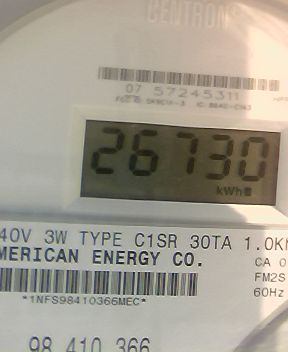 CENTRON
07 57245311
26730
kWh
40V 3W TYPE C1SR 30TA 1.0K
MERICAN ENERGY CO.
CA 0
FM2S
60Hz
*1NFS98410366MEC*
98 410 366